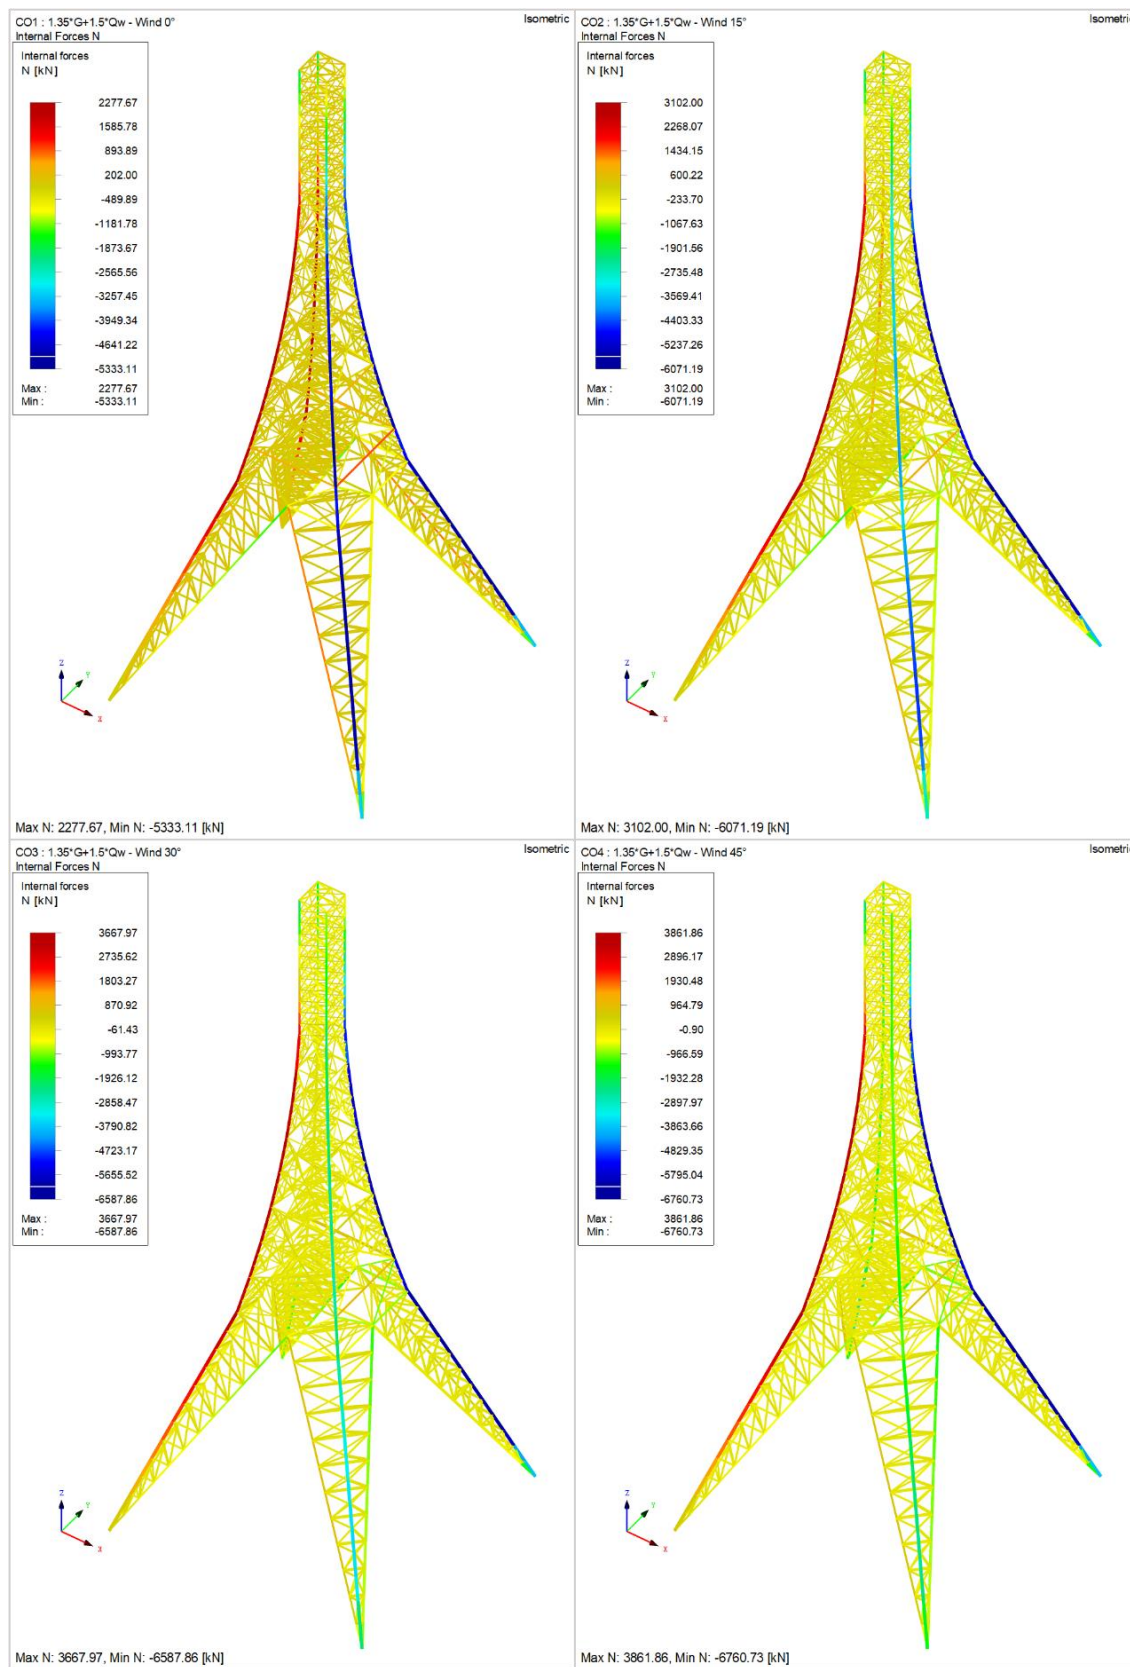 CO1 : 1.35*G+1.5*Qw - Wind 0°
Isometric
Internal Forces N
Internal forces
N [kN]
2277.67
1585.78
893.89
202.00
-489.89
-1181.78
-1873.67
-2565.56
-3257.45
-3949.34
-4641.22
-5333.11
Max : 2277.67
Min : -5333.11
Z
Y
X
Max N: 2277.67, Min N: -5333.11 [kN]
CO2 : 1.35*G+1.5*Qw - Wind 15°
Isometri
Internal Forces N
Internal forces
N [kN]
3102.00
2268.07
1434.15
600.22
-233.70
-1067.63
-1901.56
-2735.48
-3569.41
-4403.33
-5237.26
-6071.19
Max : 3102.00
Min : -6071.19
Z
Y
X
Max N: 3102.00, Min N: -6071.19 [kN]
CO3 : 1.35*G+1.5*Qw - Wind 30°
Isometric
Internal Forces N
Internal forces
N [kN]
3667.97
2735.62
1803.27
870.92
-61.43
-993.77
-1926.12
-2858.47
-3790.82
-4723.17
-5655.52
-6587.86
Max : 3667.97
Min : -6587.86
Z
Y
X
Max N: 3667.97, Min N: -6587.86 [kN]
CO4 : 1.35*G+1.5*Qw - Wind 45°
Isometri
Internal Forces N
Internal forces
N [kN]
3861.86
2896.17
1930.48
964.79
-0.90
-966.59
-1932.28
-2897.97
-3863.66
-4829.35
-5795.04
-6760.73
Max : 3861.86
Min : -6760.73
Z
Y
X
Max N: 3861.86, Min N: -6760.73 [kN]